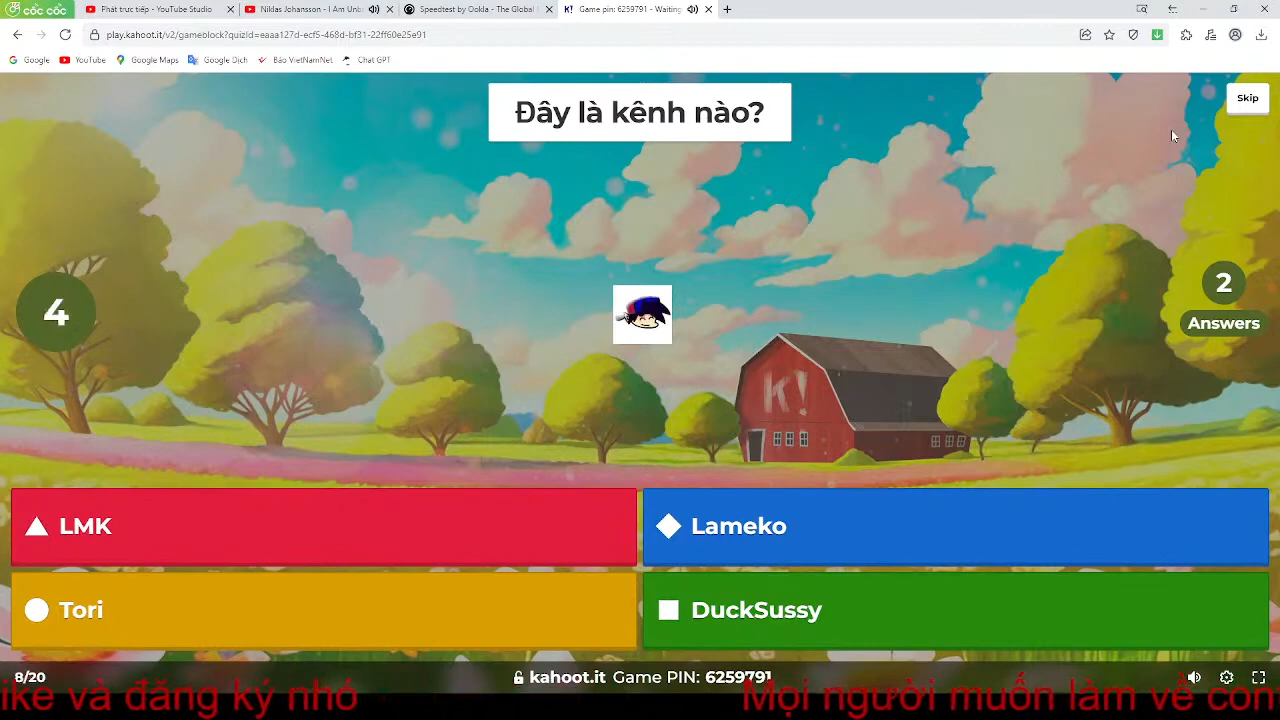 cốc cốc
Phát trực tiếp - YouTube Studio
Niklas Johansson - I Am Unb
Speedtest by Ookla - The Global
K! Game pin: 6259791 - Waiting
play.kahoot.it/v2/gameblock?quizId=eaaa127d-ecf5-468d-bf31-22ff60e25e91
Google YouTube Google Maps Google Dịch Báo VietNamNet Chat GPT
Đây là kênh nào?
Skip
4
2
Answers
K!
LMK
Lameko
Tori
DuckSussy
8/20
kahoot.it Game PIN: 6259791
ike và đăng ký nhó
Mọi người muốn làm về con